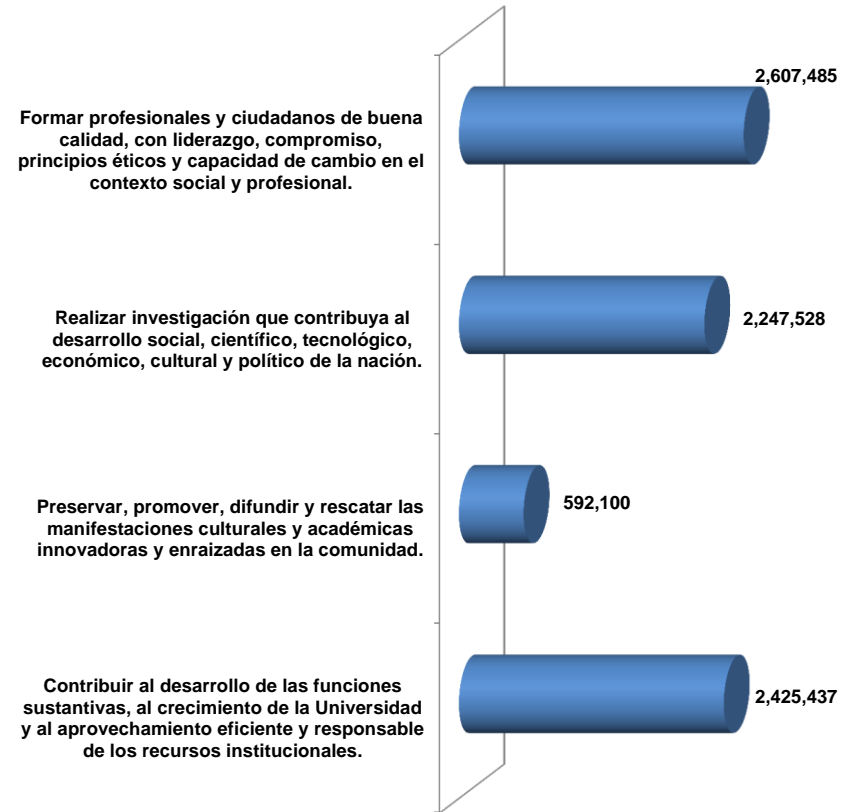 2,607,485
Formar profesionales y ciudadanos de buena
calidad, con liderazgo, compromiso,
principios éticos y capacidad de cambio en el
contexto social y profesional.
Realizar investigación que contribuya al
desarrollo social, científico, tecnológico,
económico, cultural y político de la nación.
2,247,528
Preservar, promover, difundir y rescatar las
manifestaciones culturales y académicas
innovadoras y enraizadas en la comunidad.
592,100
Contribuir al desarrollo de las funciones
sustantivas, al crecimiento de la Universidad
y al aprovechamiento eficiente y responsable
de los recursos institucionales.
2,425,437